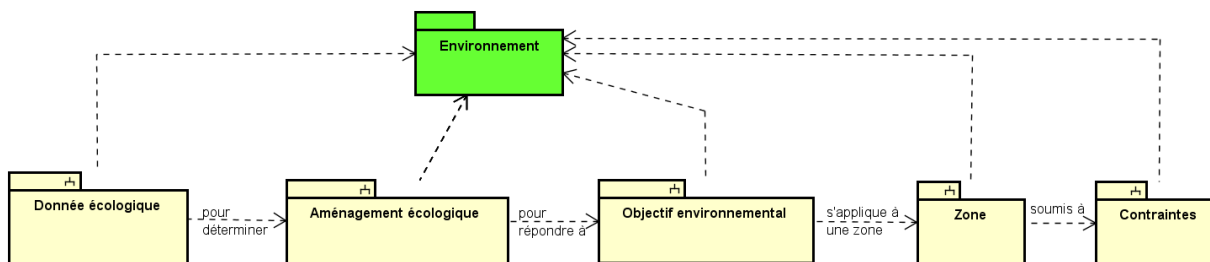 Environnement
Donnée écologique
pour
déterminer
Aménagement écologique
pour
répondre à
Objectif environnemental
s'applique à
une zone
Zone
soumis à
Contraintes